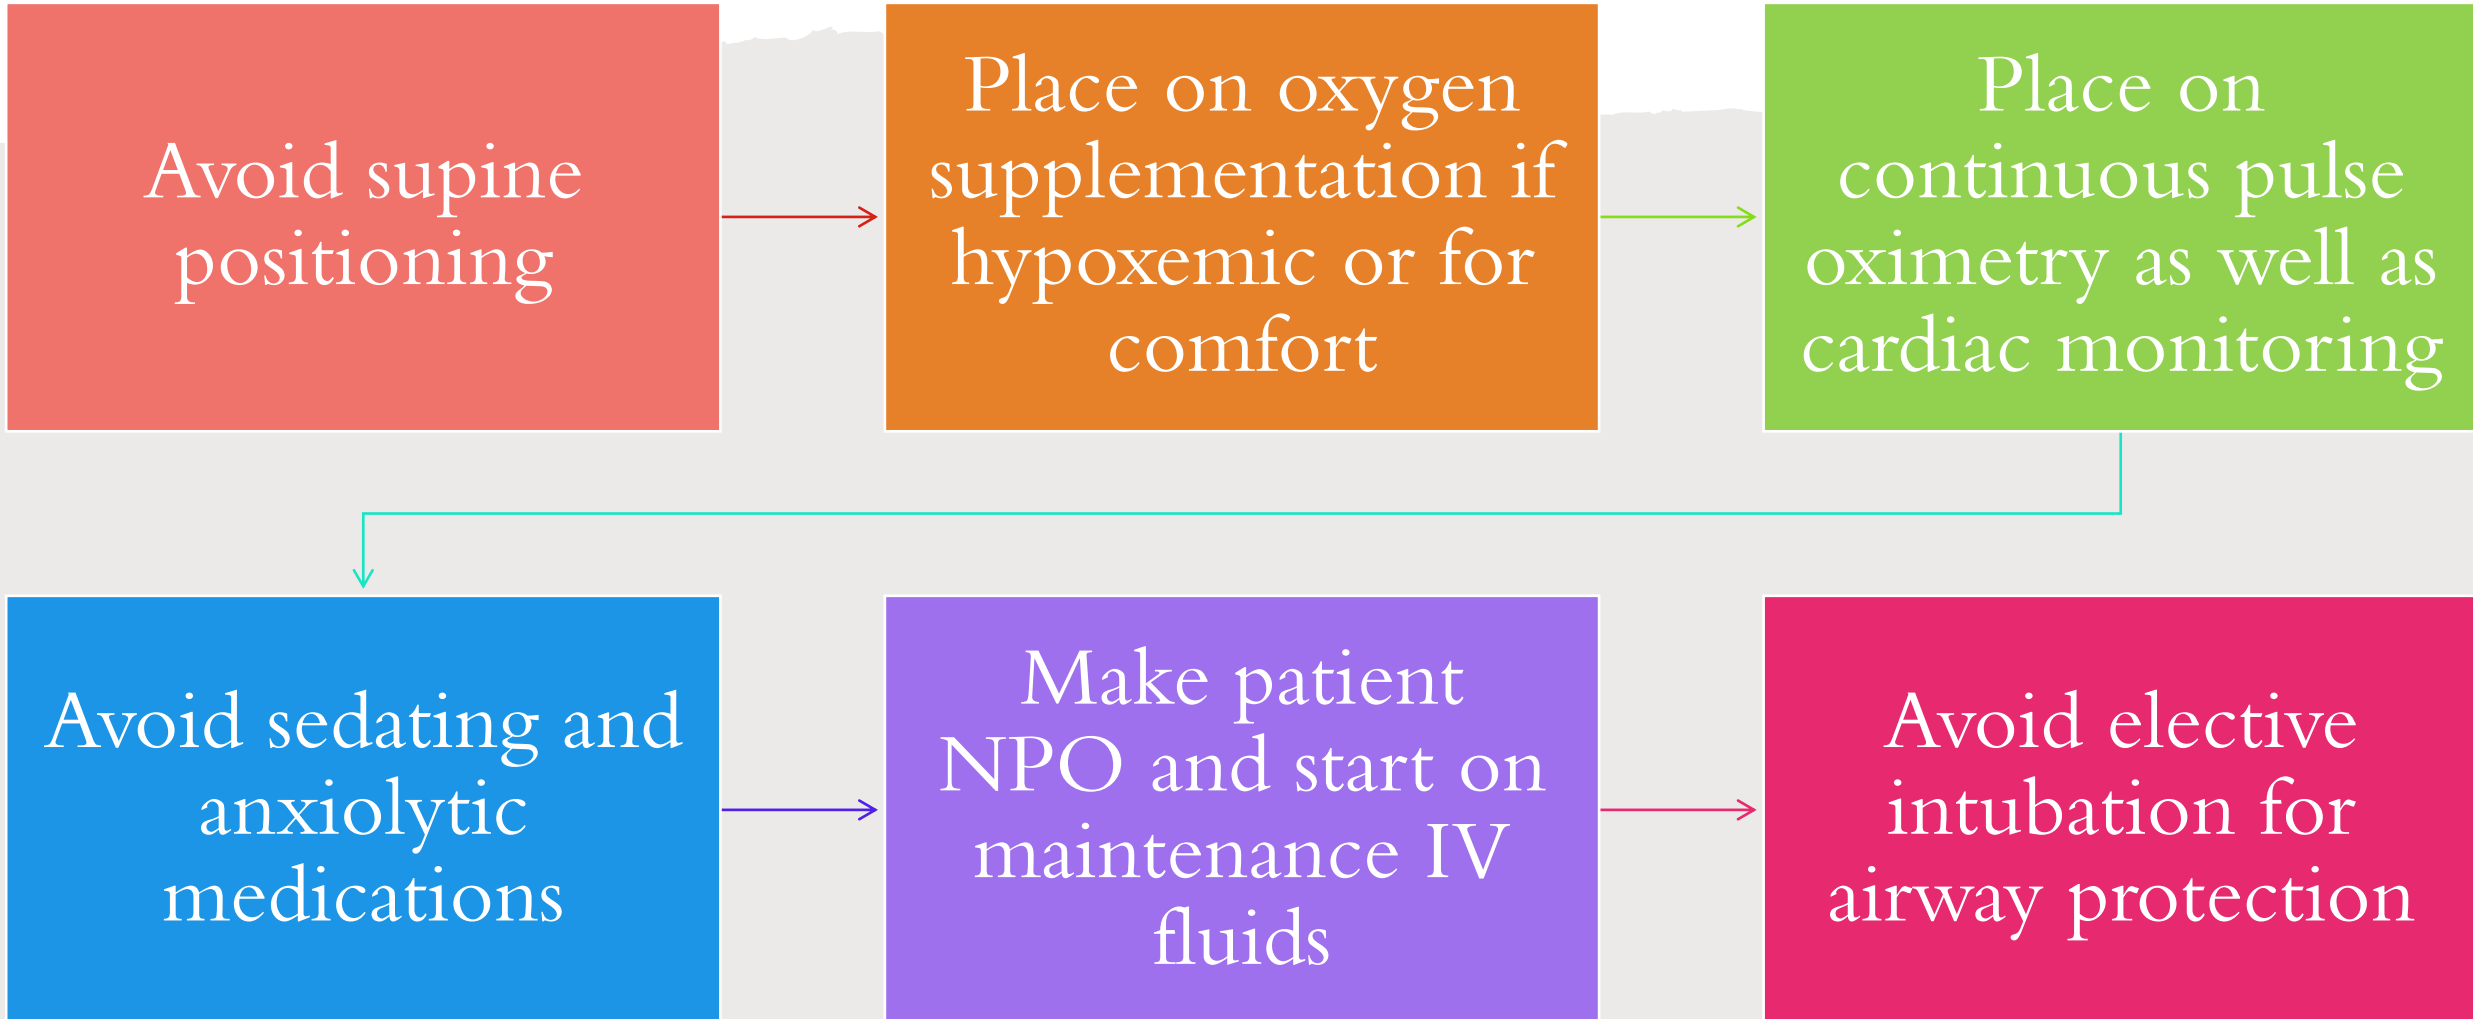 Avoid supine
positioning
Place on oxygen
supplementation if
hypoxemic or for
comfort
Place on
continuous pulse
oximetry as well as
cardiac monitoring
Avoid sedating and
anxiolytic
medications
Make patient
NPO and start on
maintenance IV
fluids
Avoid elective
intubation for
airway protection